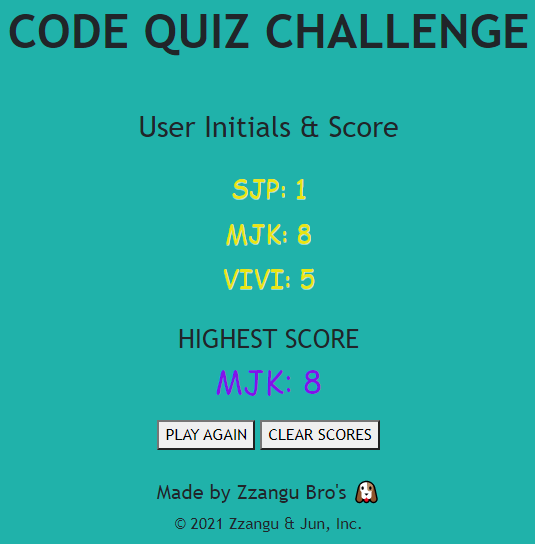 CODE QUIZ CHALLENGE
User Initials & Score
SJP: 1
MJK: 8
VIVI: 5
HIGHEST SCORE
MJK: 8
PLAY AGAIN CLEAR SCORES
Made by Zzangu Bro's
© 2021 Zzangu & Jun, Inc.